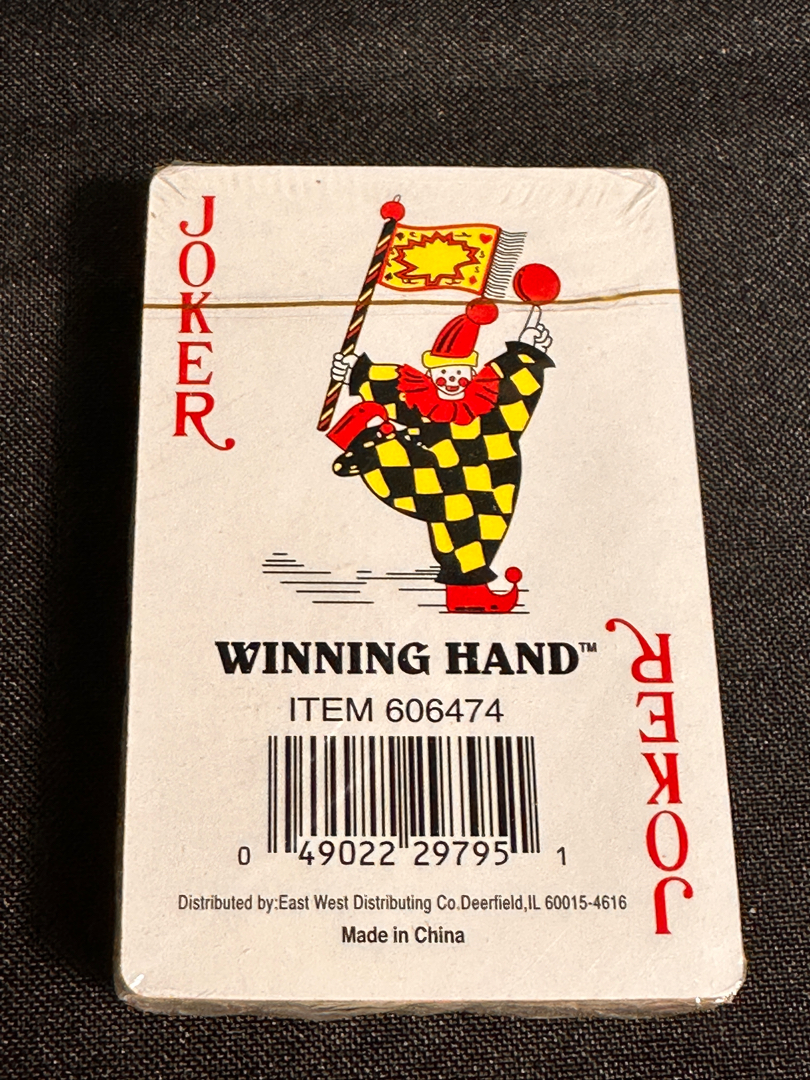 JOKER
WINNING HAND™
ITEM 606474
0 49022 29795 1
Distributed by:East West Distributing Co.Deerfield,IL 60015-4616
Made in China
JOKER